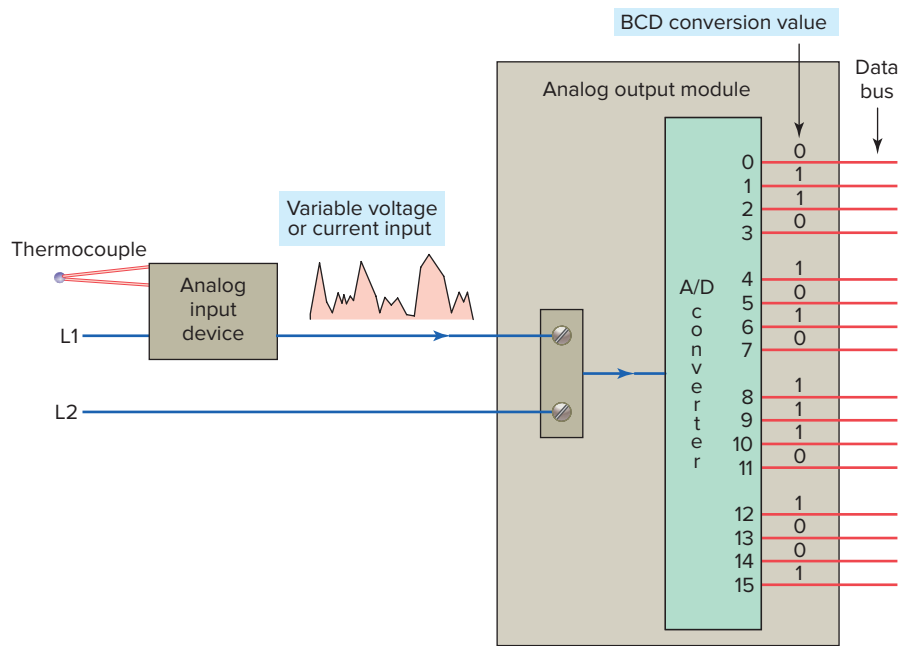 BCD conversion value
Data
bus
Analog output module
Variable voltage
or current input
Thermocouple
Analog
input
device
L1
L2
A/D
c
o
n
v
e
r
t
e
r
0 0
1 1
2 1
3 0
4 1
5 0
6 1
7 0
8 1
9 1
10 1
11 0
12 1
13 0
14 0
15 1